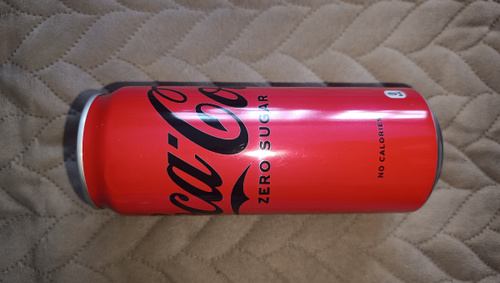 ca-Co
ZERO SUGAR
NO CALORIES